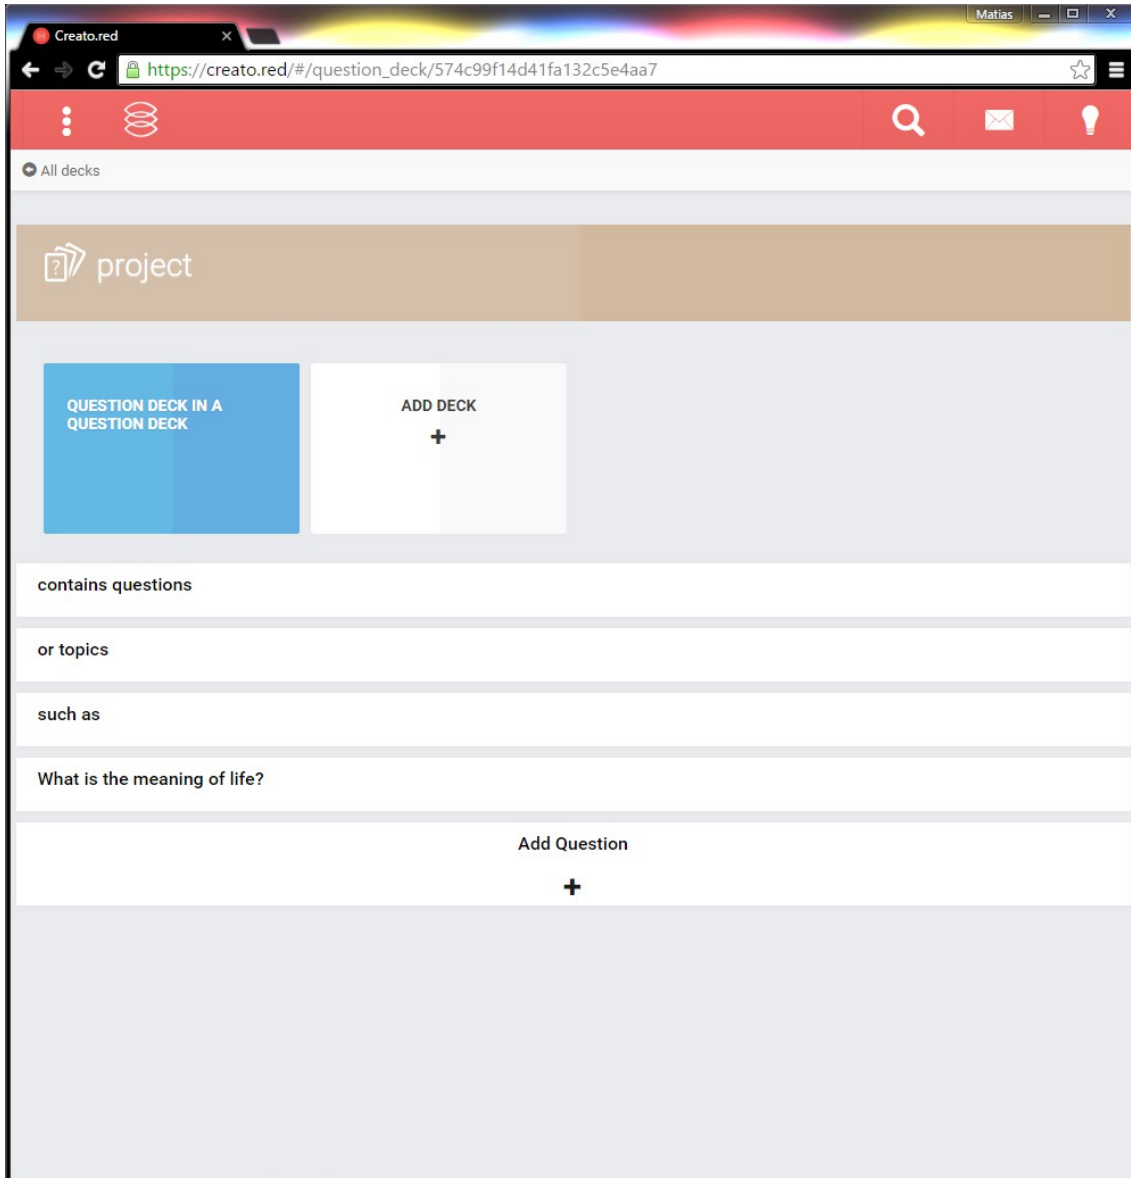 Matias
Creato.red
https://creato.red/#/question_deck/574c99f14d41fa132c5e4aa7
All decks
project
QUESTION DECK IN A
QUESTION DECK
ADD DECK
+
contains questions
or topics
such as
What is the meaning of life?
Add Question
+